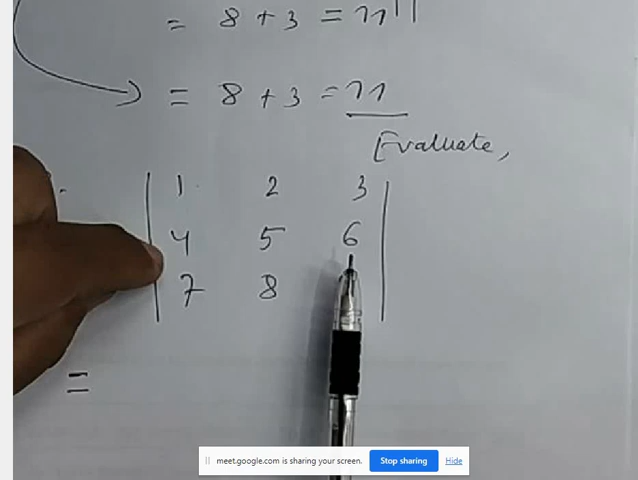 = 8 + 3 = 11
= 8 + 3 = 11
Evaluate,
1 2 3
4 5 6
7 8
=
meet.google.com is sharing your screen. Stop sharing Hide